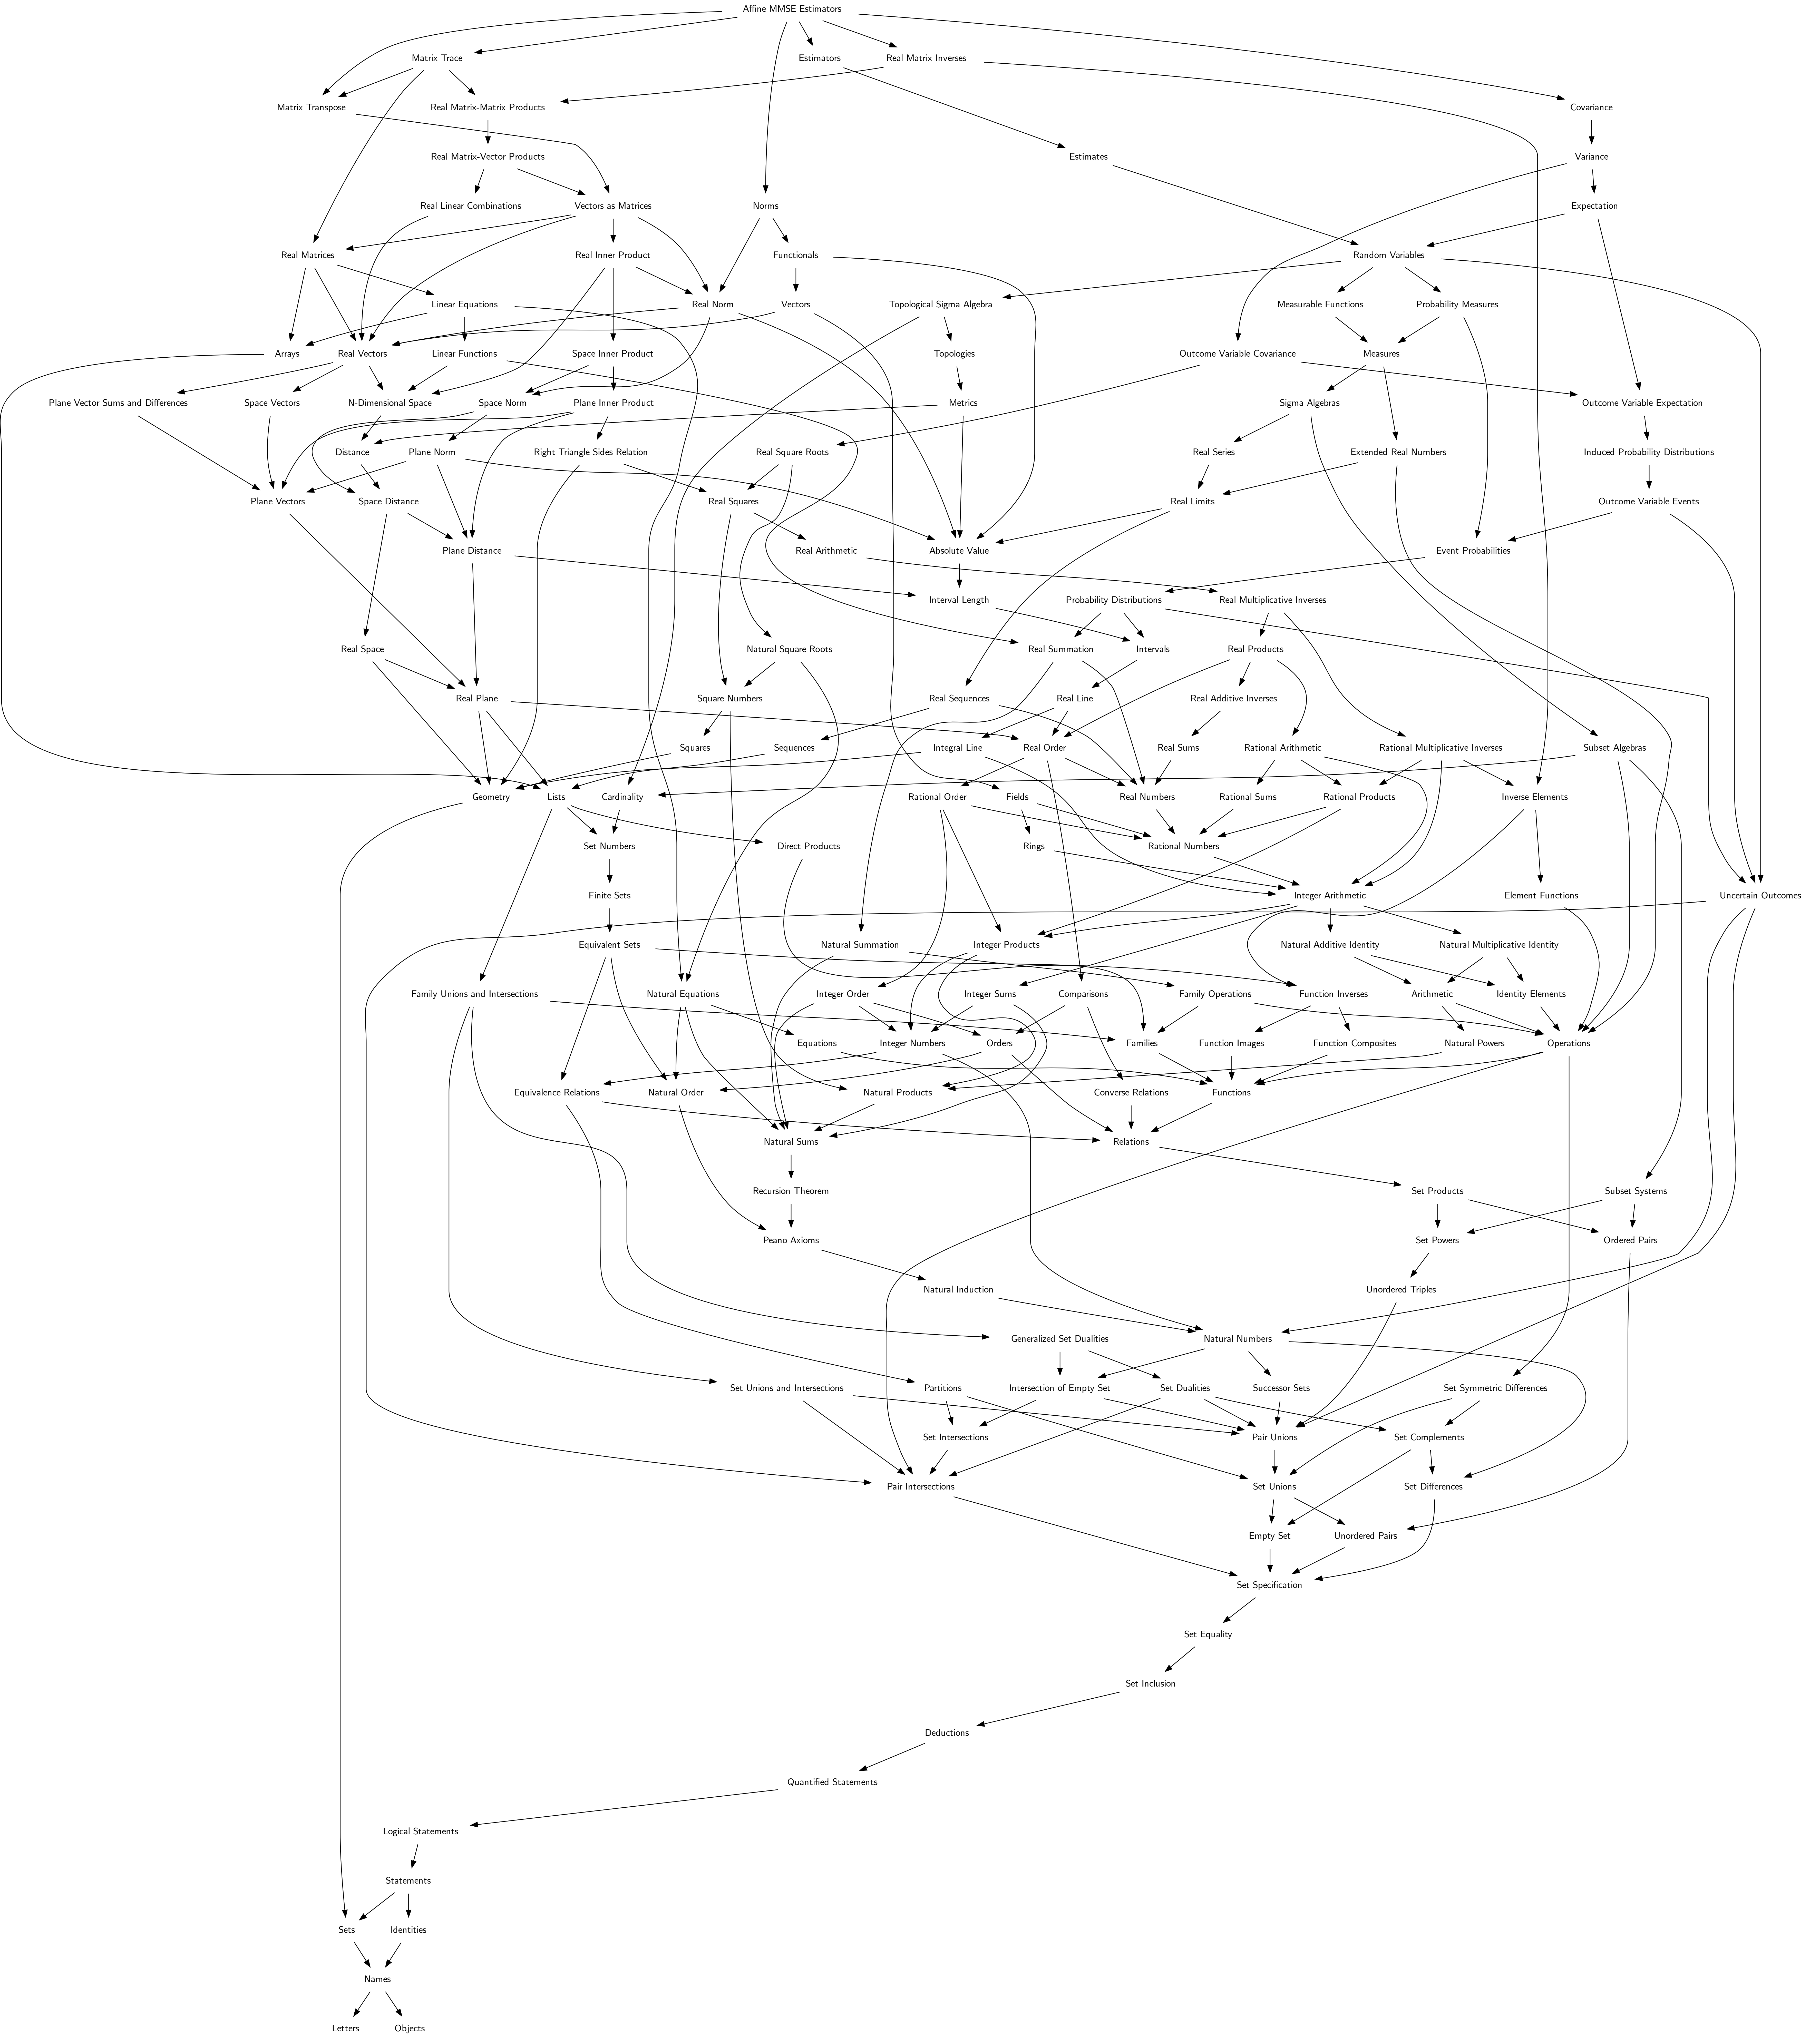 Affine MMSE Estimators
Matrix Trace
Estimators
Real Matrix Inverses
Matrix Transpose
Real Matrix-Matrix Products
Covariance
Real Matrix-Vector Products
Estimates
Variance
Real Linear Combinations
Vectors as Matrices
Norms
Expectation
Real Matrices
Real Inner Product
Functionals
Random Variables
Linear Equations
Real Norm
Vectors
Topological Sigma Algebra
Measurable Functions
Probability Measures
Arrays
Real Vectors
Linear Functions
Space Inner Product
Topologies
Outcome Variable Covariance
Measures
Plane Vector Sums and Differences
Space Vectors
N-Dimensional Space
Space Norm
Plane Inner Product
Metrics
Sigma Algebras
Outcome Variable Expectation
Distance
Plane Norm
Right Triangle Sides Relation
Real Square Roots
Real Series
Extended Real Numbers
Induced Probability Distributions
Plane Vectors
Space Distance
Real Squares
Real Limits
Outcome Variable Events
Plane Distance
Real Arithmetic
Absolute Value
Event Probabilities
Interval Length
Probability Distributions
Real Multiplicative Inverses
Real Space
Natural Square Roots
Real Summation
Intervals
Real Products
Real Plane
Square Numbers
Real Sequences
Real Line
Real Additive Inverses
Squares
Sequences
Integral Line
Real Order
Real Sums
Rational Arithmetic
Rational Multiplicative Inverses
Subset Algebras
Geometry
Lists
Cardinality
Rational Order
Fields
Real Numbers
Rational Sums
Rational Products
Inverse Elements
Set Numbers
Direct Products
Rings
Rational Numbers
Finite Sets
Integer Arithmetic
Element Functions
Uncertain Outcomes
Equivalent Sets
Natural Summation
Integer Products
Natural Additive Identity
Natural Multiplicative Identity
Family Unions and Intersections
Natural Equations
Integer Order
Integer Sums
Comparisons
Family Operations
Function Inverses
Arithmetic
Identity Elements
Equations
Integer Numbers
Orders
Families
Function Images
Function Composites
Natural Powers
Operations
Equivalence Relations
Natural Order
Natural Products
Converse Relations
Functions
Natural Sums
Relations
Recursion Theorem
Set Products
Subset Systems
Peano Axioms
Set Powers
Ordered Pairs
Natural Induction
Unordered Triples
Generalized Set Dualities
Natural Numbers
Set Unions and Intersections
Partitions
Intersection of Empty Set
Set Dualities
Successor Sets
Set Symmetric Differences
Set Intersections
Pair Unions
Set Complements
Pair Intersections
Set Unions
Set Differences
Empty Set
Unordered Pairs
Set Specification
Set Equality
Set Inclusion
Deductions
Quantified Statements
Logical Statements
Statements
Sets
Identities
Names
Letters
Objects